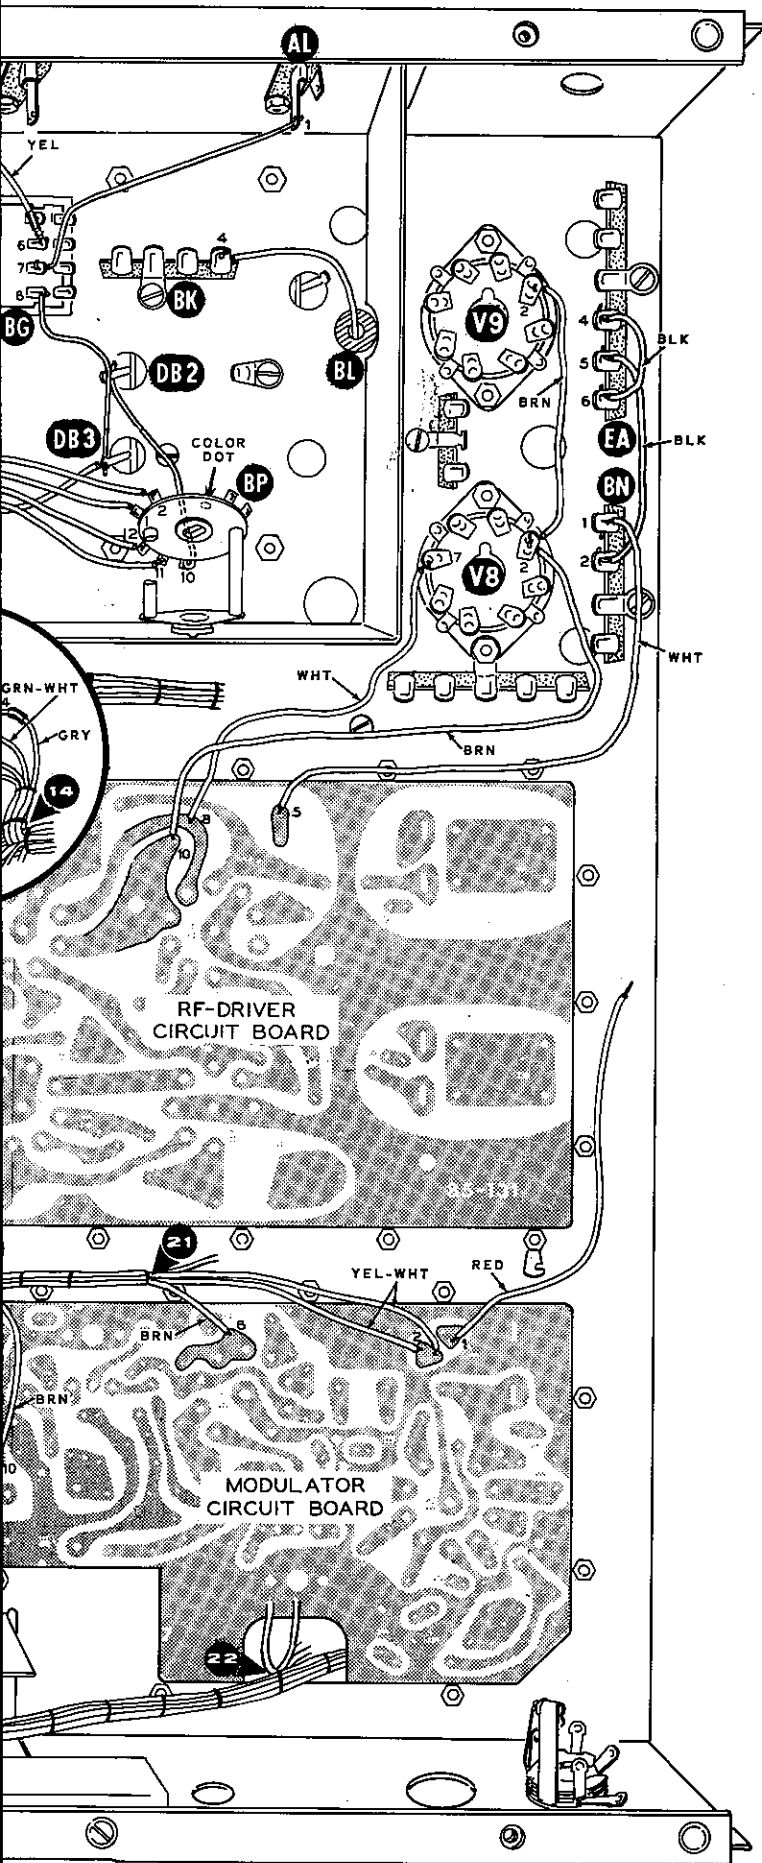 AL
1
YEL
6
7
8
BG
4
BK
BL
DB2
DB3
COLOR
DOT
BP
2
12
11
10
V9
2
BRN
4
5
6
BLK
EA
BLK
BN
1
2
V8
7
2
WHT
WHT
BRN
GRN-WHT
4
GRY
14
8
10
5
RF-DRIVER
CIRCUIT BOARD
85-131
21
YEL-WHT
RED
BRN
8
2
1
BRN
10
MODULATOR
CIRCUIT BOARD
22